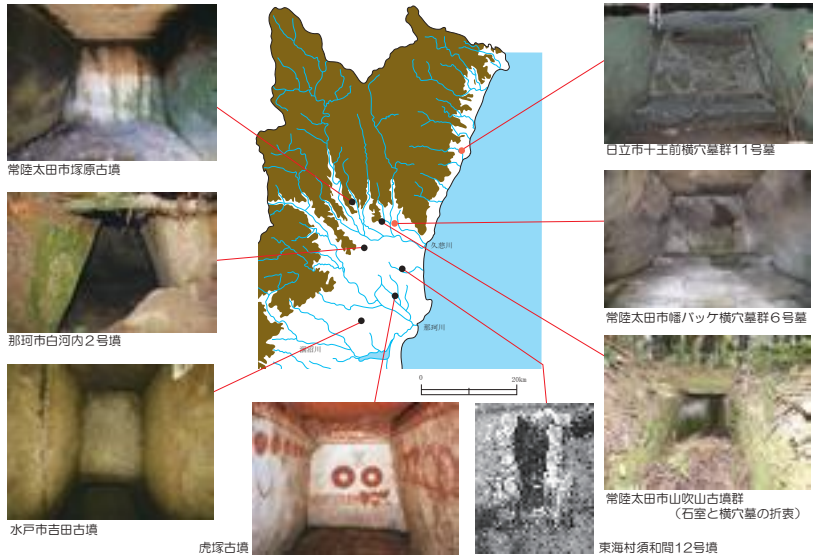 常陸太田市塚原古墳
日立市十王前横穴墓群11号墓
久慈川
常陸太田市幡バッケ横穴墓群6号墓
那珂市白河内2号墳
那珂川
涸沼川
0
20km
水戸市吉田古墳
虎塚古墳
東海村須和間12号墳
常陸太田市山吹山古墳群
(石室と横穴墓の折衷)